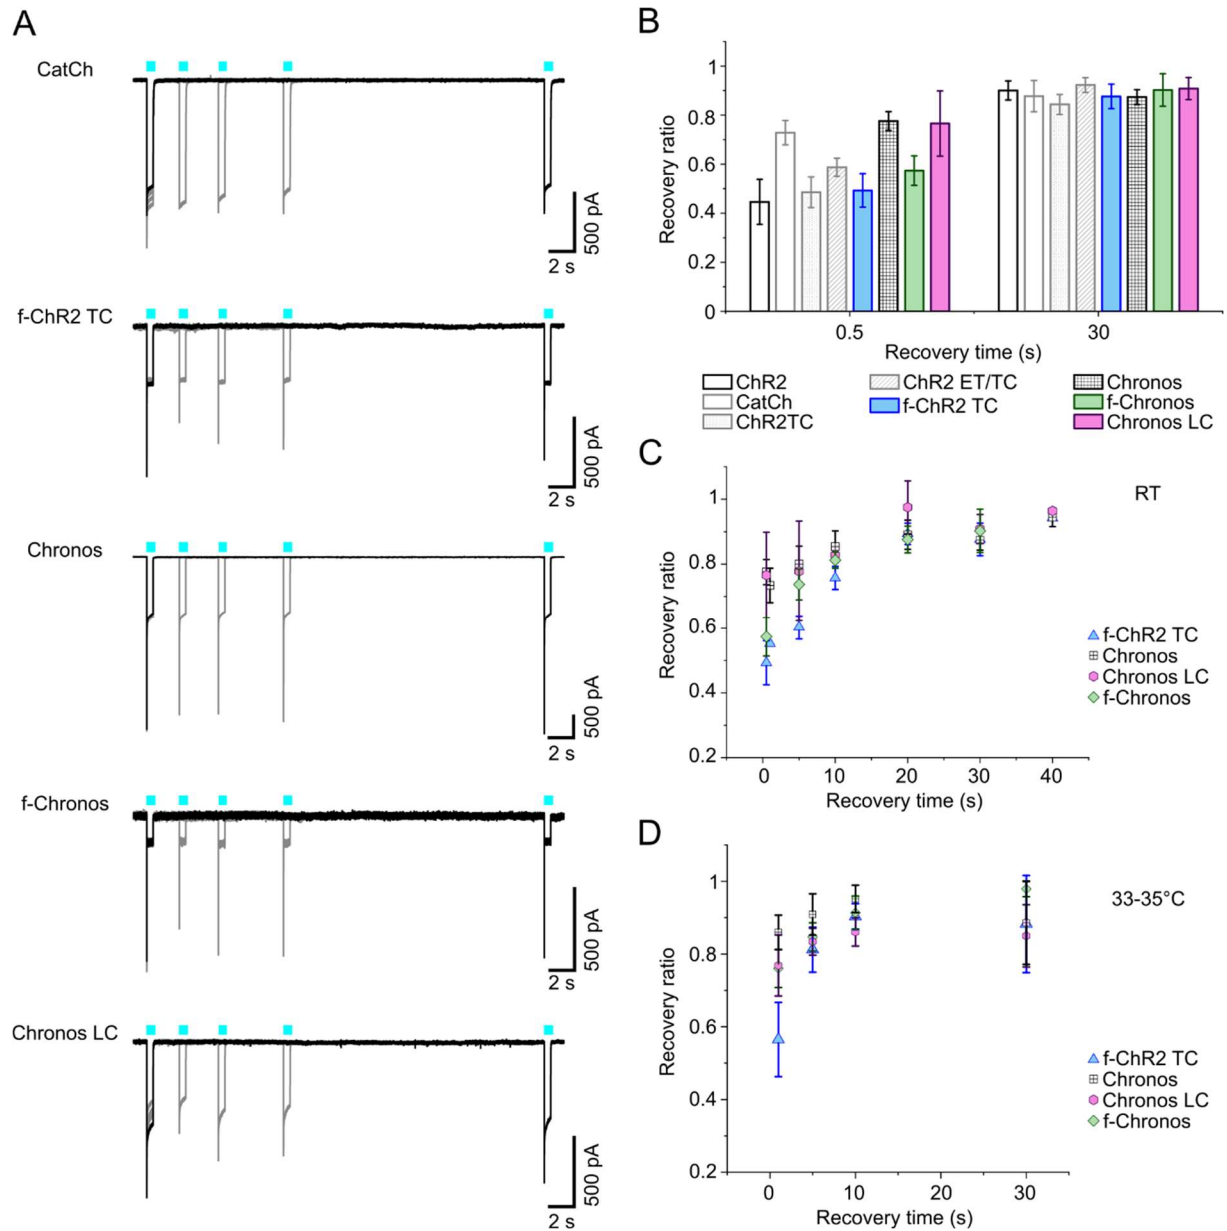 A
CatCh
500 pA
2 s
f-ChR2 TC
500 pA
2 s
Chronos
500 pA
2 s
f-Chronos
500 pA
2 s
Chronos LC
500 pA
2 s
B
Recovery ratio
1
0.8
0.6
0.4
0.2
0
0.5
30
Recovery time (s)
ChR2
CatCh
ChR2TC
ChR2 ET/TC
f-ChR2 TC
Chronos
f-Chronos
Chronos LC
C
RT
Recovery ratio
1
0.8
0.6
0.4
0.2
0 10 20 30 40
Recovery time (s)
f-ChR2 TC
Chronos
Chronos LC
f-Chronos
D
33-35°C
Recovery ratio
1
0.8
0.6
0.4
0.2
0 10 20 30
Recovery time (s)
f-ChR2 TC
Chronos
Chronos LC
f-Chronos